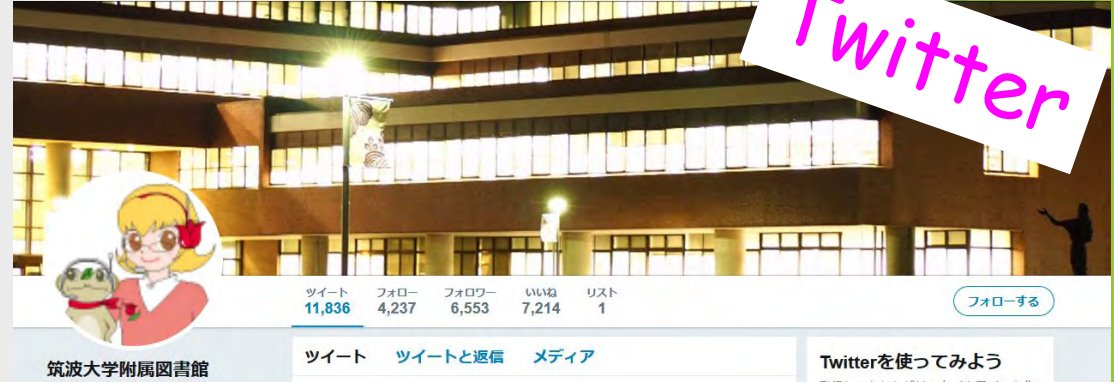 Twitter
ツイート フォロー フォロワー いいね リスト
11,836 4,237 6,553 7,214 1
フォローする
筑波大学附属図書館
ツイート ツイートと返信 メディア
Twitterを使ってみよう